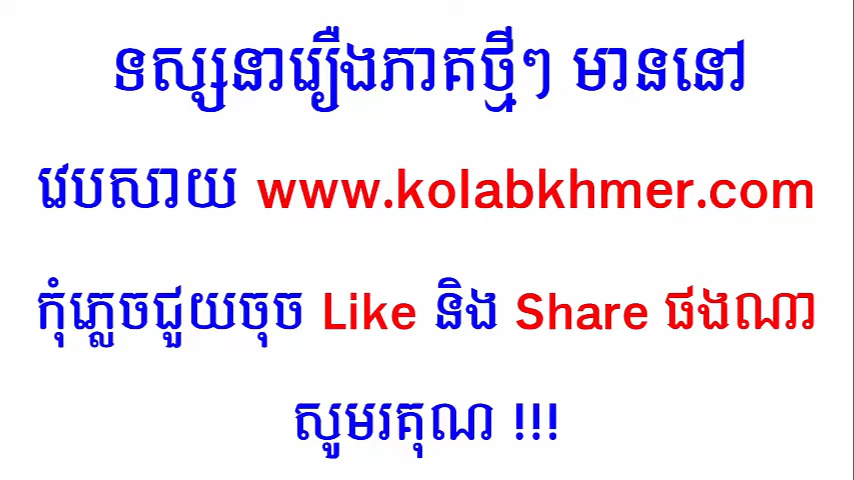 ទស្សនារឿងភាគថ្មីៗ មាននៅ
វេបសាយ www.kolabkhmer.com
កុំភ្លេចជួយចុច Like និង Share ផងណា
សូមរគុណ !!!